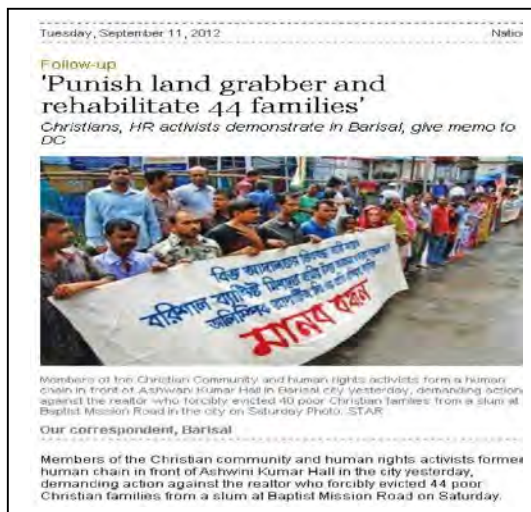 Tuesday, September 11, 2012
Natio
Follow-up
'Punish land grabber and
rehabilitate 44 families'
Christians, HR activists demonstrate in Barisal, give memo to
DC
বরিশাল ব্যাপ্টিস্ট
মানব বন্ধন
Members of the Christian Community and human rights activists form a human
chain in front of Ashwani Kumar Hall in Barisal city yesterday, demanding action
against the realtor who forcibly evicted 40 poor Christian families from a slum at
Baptist Mission Road in the city on Saturday Photo: STAR
Our correspondent, Barisal
Members of the Christian community and human rights activists forme
human chain in front of Ashwini Kumar Hall in the city yesterday,
demanding action against the realtor who forcibly evicted 44 poor
Christian families from a slum at Baptist Mission Road on Saturday.